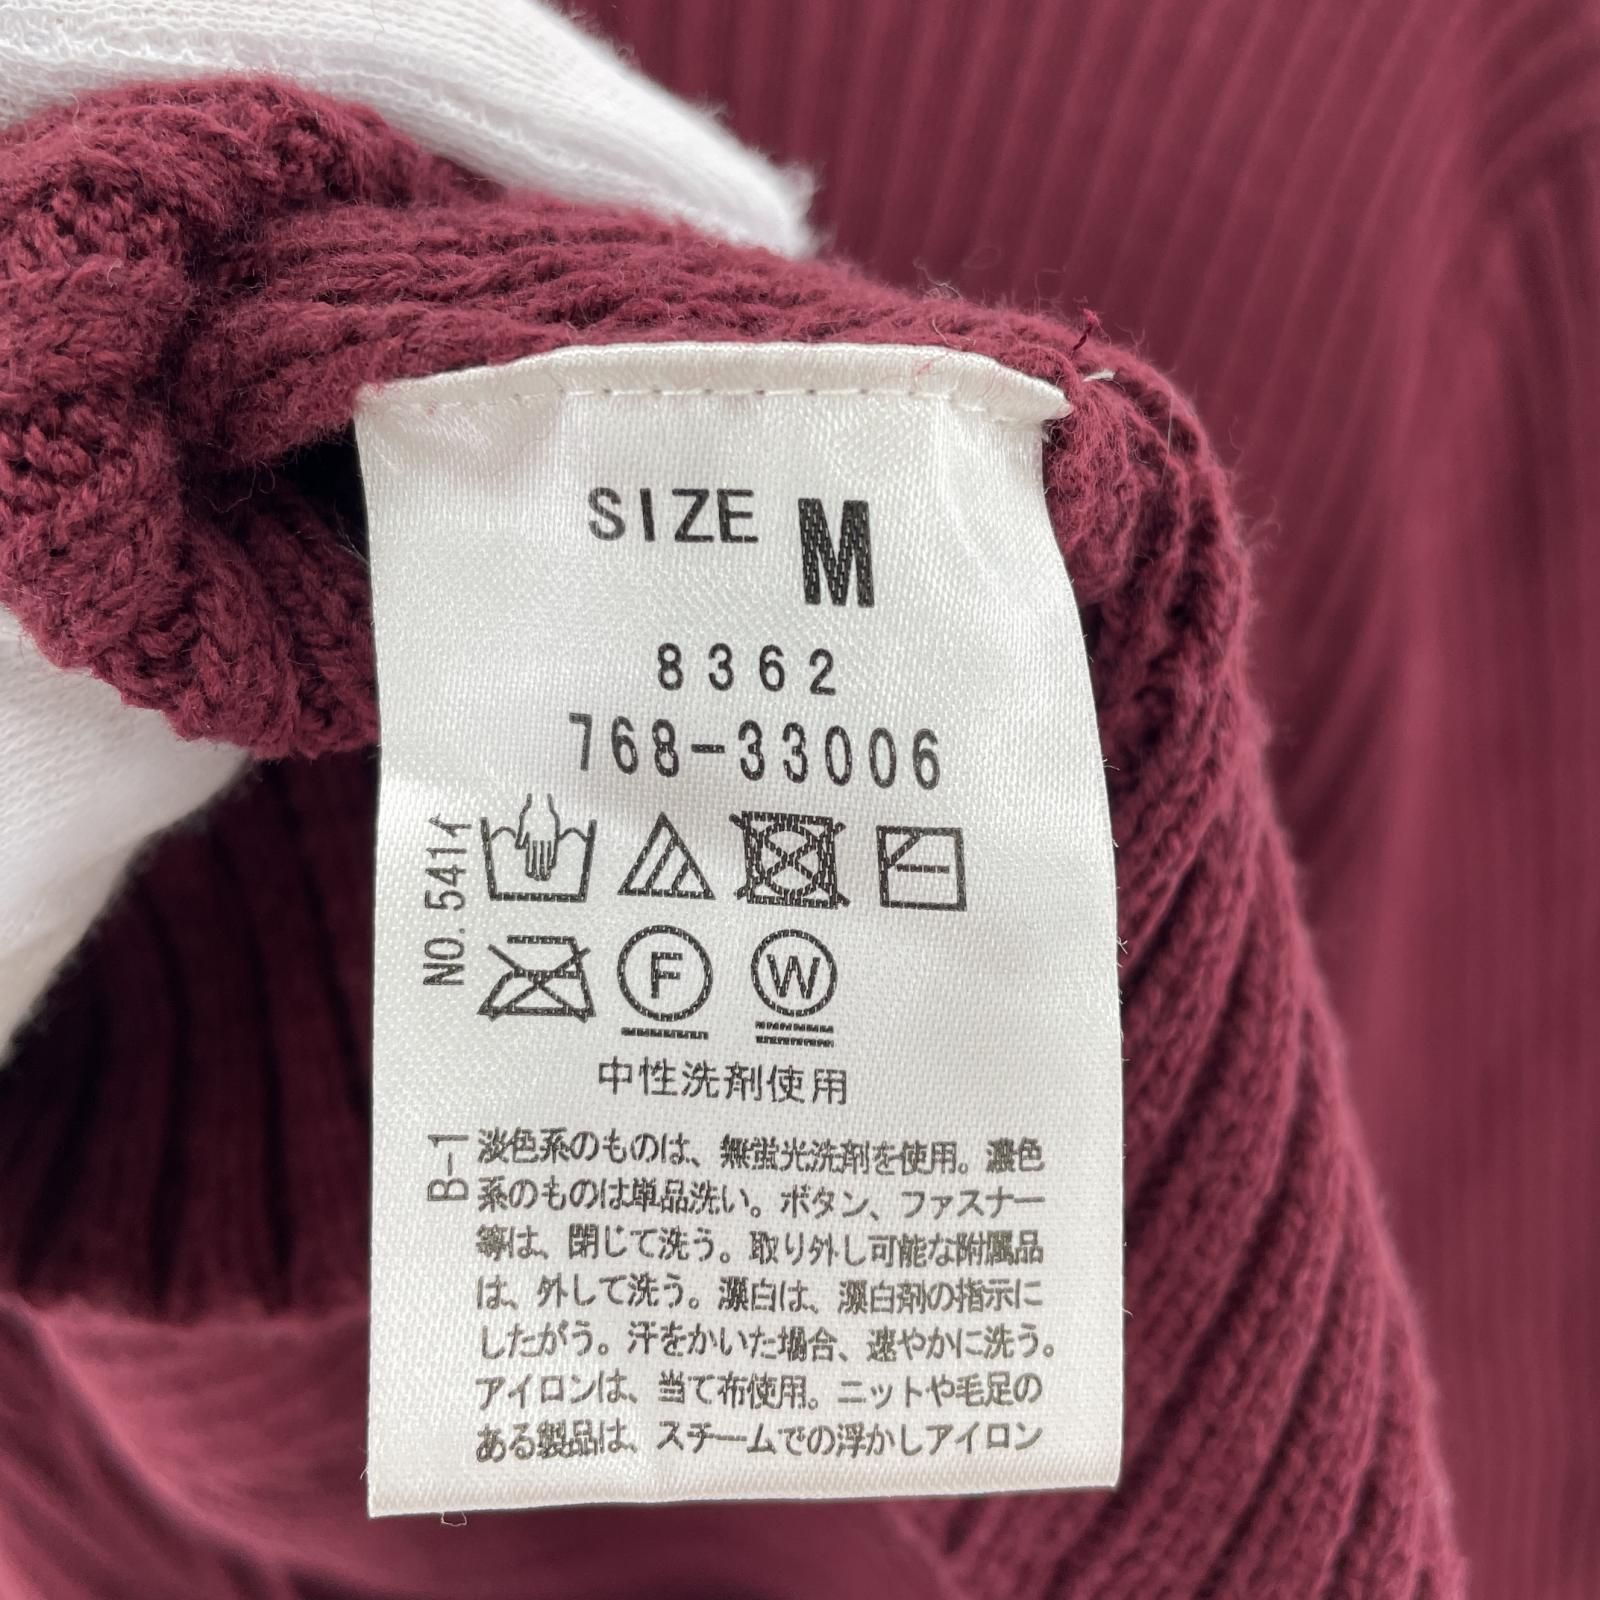 SIZE M
8362
768-33006
NO.541イ
F
W
中性洗剤使用
B-1
淡色系のものは、無蛍光洗剤を使用。濃色
系のものは単品洗い。ボタン、ファスナー
等は、閉じて洗う。取り外し可能な附属品
は、外して洗う。漂白は、漂白剤の指示に
したがう。汗をかいた場合、速やかに洗う。
アイロンは、当て布使用。ニットや毛足の
ある製品は、スチームでの浮かしアイロン